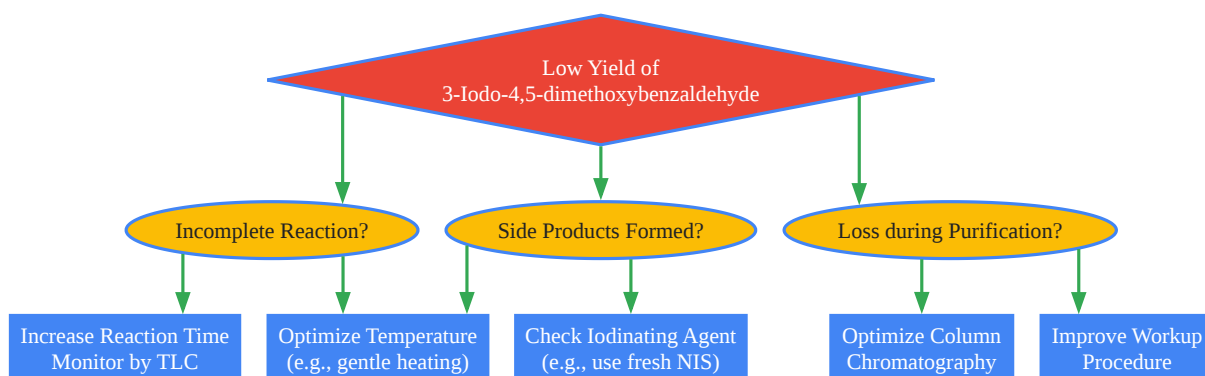 Low Yield of
3-Iodo-4,5-dimethoxybenzaldehyde
Incomplete Reaction?
Side Products Formed?
Loss during Purification?
Increase Reaction Time
Monitor by TLC
Optimize Temperature
(e.g., gentle heating)
Check Iodinating Agent
(e.g., use fresh NIS)
Optimize Column
Chromatography
Improve Workup
Procedure